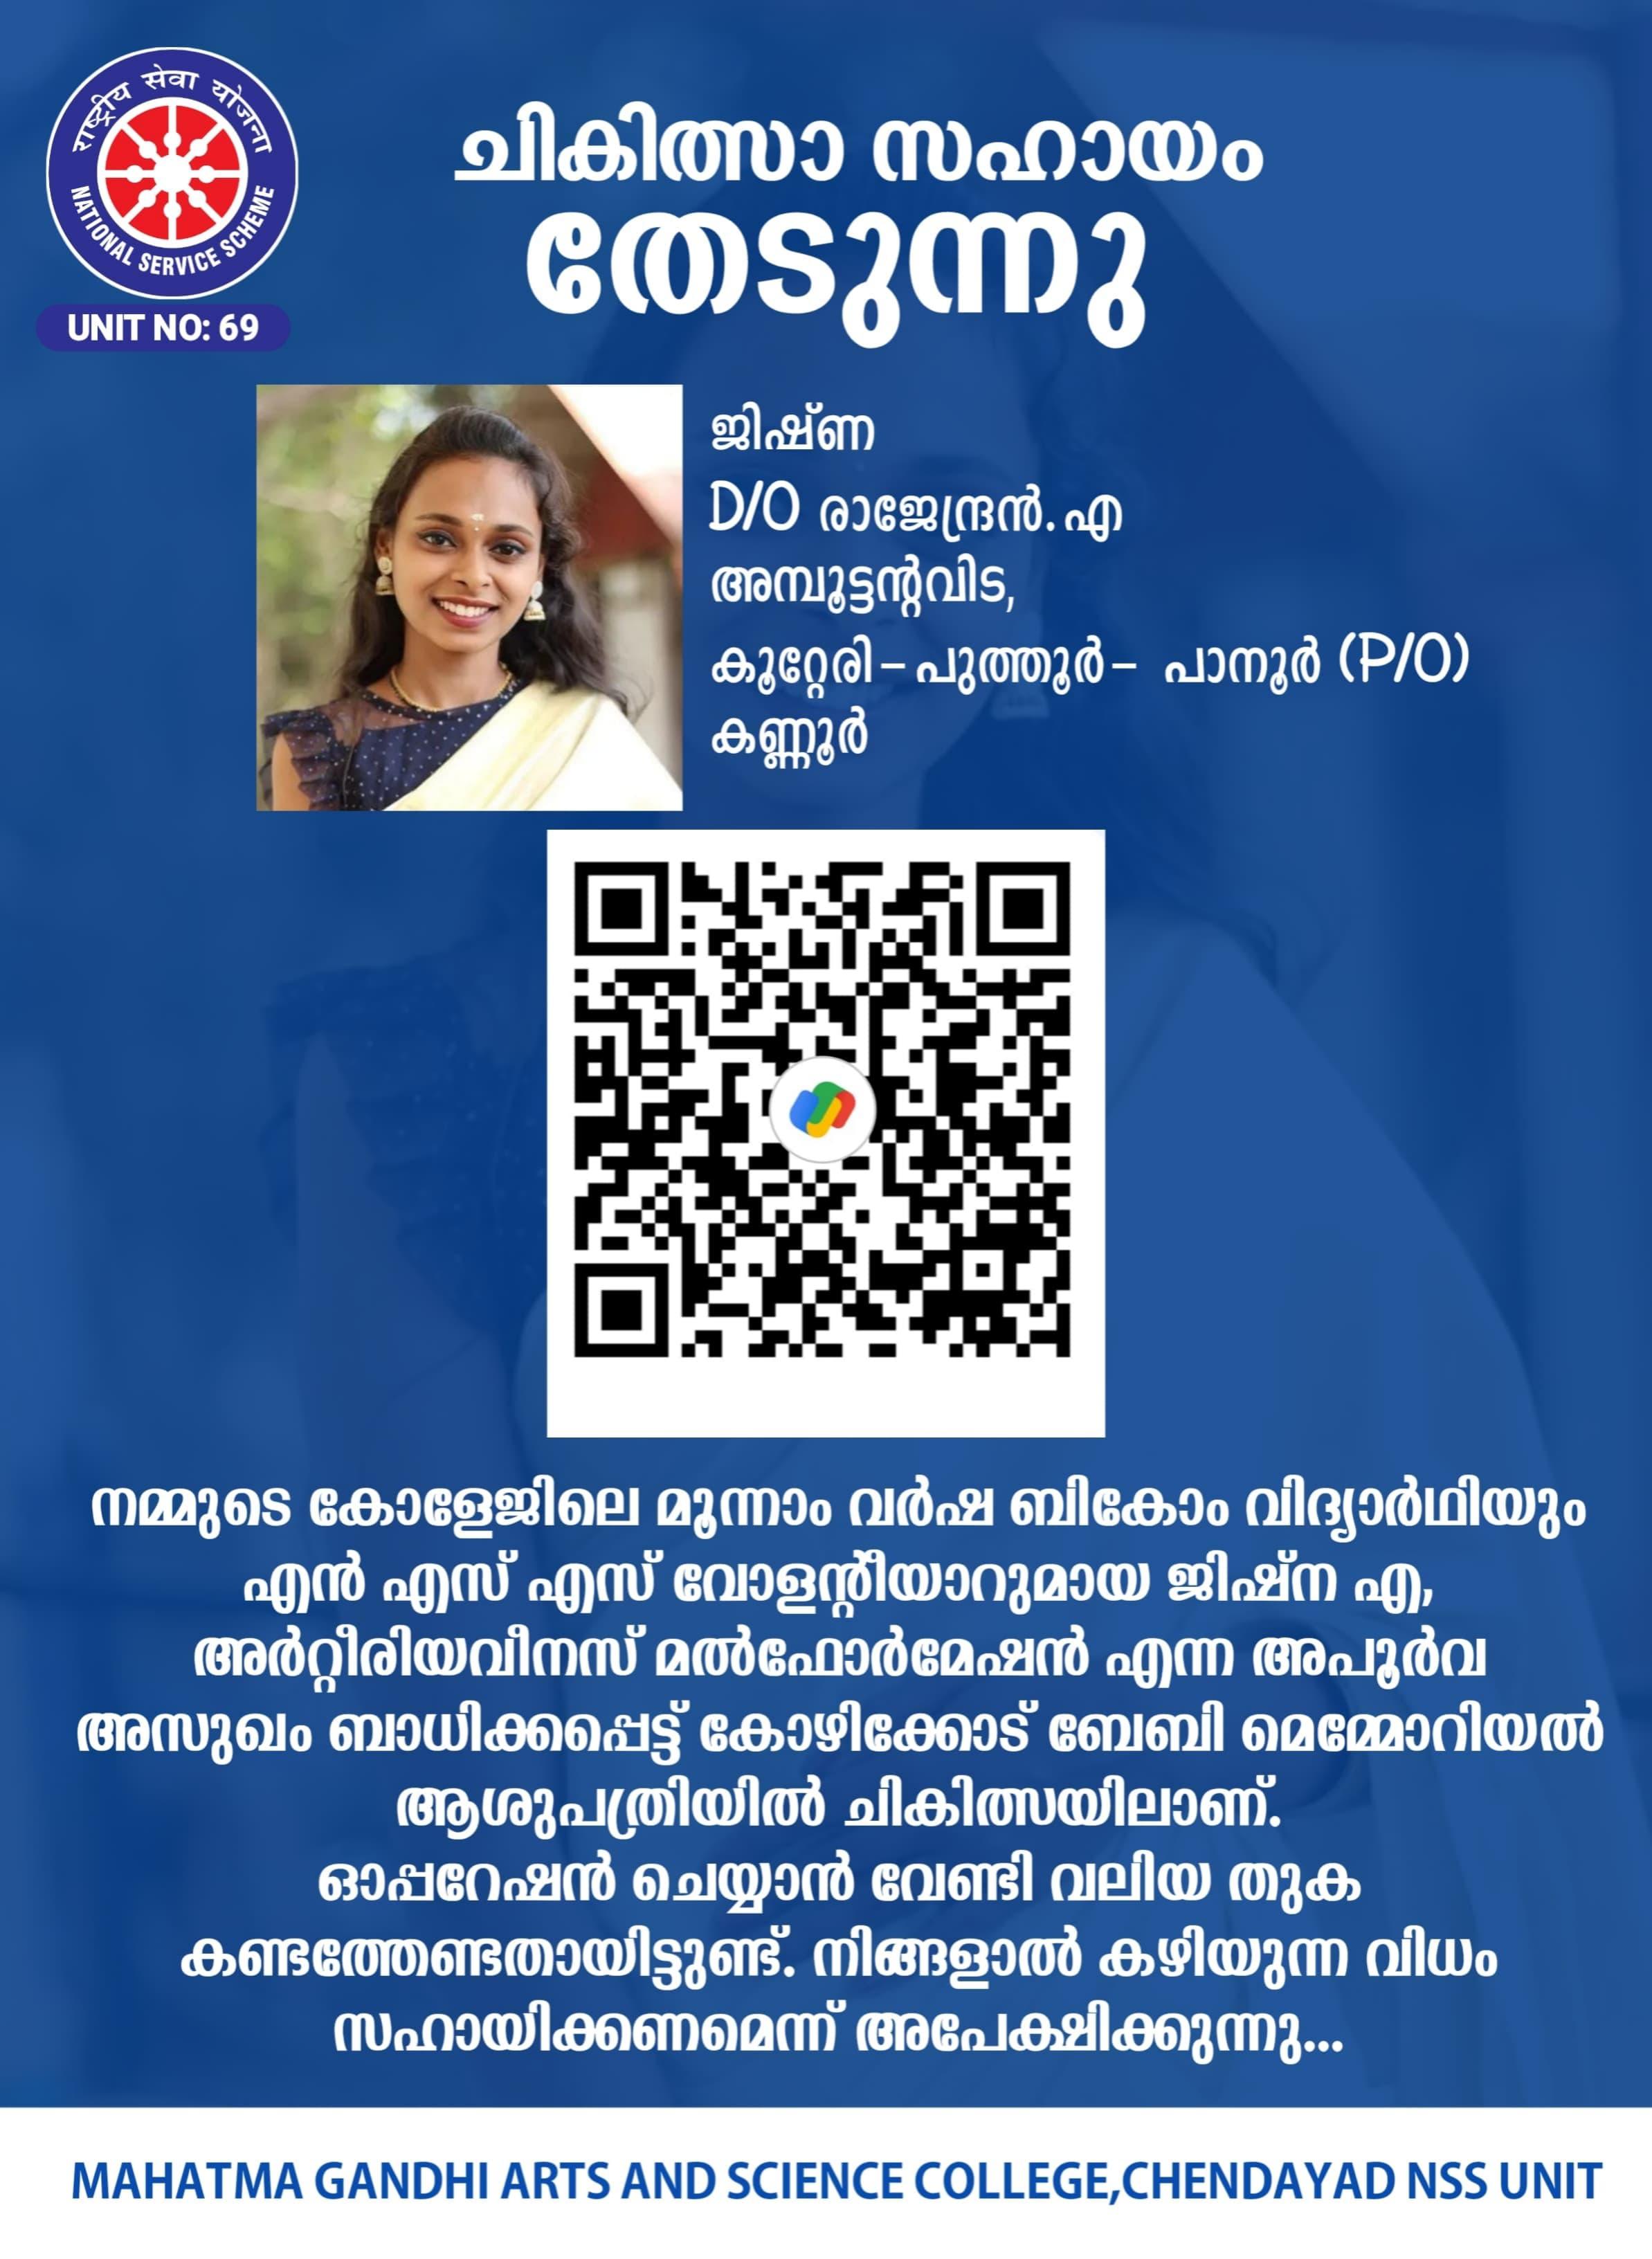 राष्ट्रीय सेवा योजना
NATIONAL SERVICE SCHEME
UNIT NO: 69
ചികിത്സാ സഹായം
തേടുന്നു
ജിഷ്ണ
D/O രാജേന്ദ്രൻ.എ
അമ്പൂട്ടന്റവിട,
കൂറ്റേരി-പുത്തൂർ- പാനൂർ (P/O)
കണ്ണൂർ
നമ്മുടെ കോളേജിലെ മൂന്നാം വർഷ ബികോം വിദ്യാർഥിയും
എൻ എസ് എസ് വോളന്റീയാറുമായ ജിഷ്ന എ,
അർറ്റീരിയവീനസ് മൽഫോർമേഷൻ എന്ന അപൂർവ
അസുഖം ബാധിക്കപ്പെട്ട് കോഴിക്കോട് ബേബി മെമ്മോറിയൽ
ആശുപത്രിയിൽ ചികിത്സയിലാണ്.
ഓപ്പറേഷൻ ചെയ്യാൻ വേണ്ടി വലിയ തുക
കണ്ടത്തേണ്ടതായിട്ടുണ്ട്. നിങ്ങളാൽ കഴിയുന്ന വിധം
സഹായിക്കണമെന്ന് അപേക്ഷിക്കുന്നു...
MAHATMA GANDHI ARTS AND SCIENCE COLLEGE,CHENDAYAD NSS UNIT